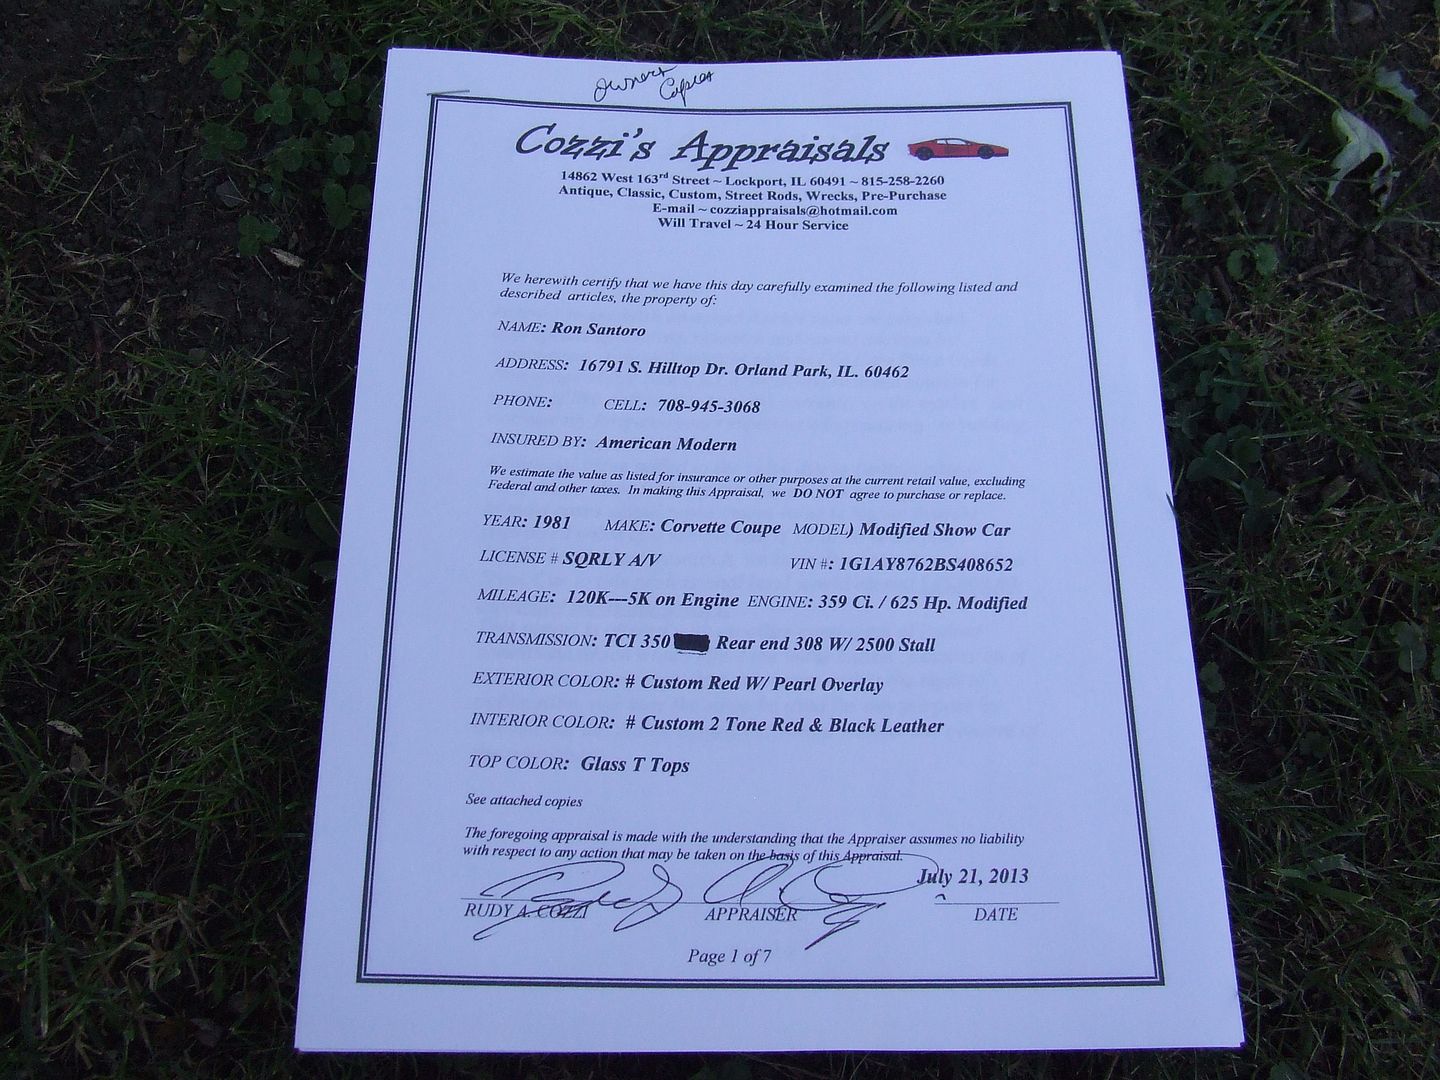 Owners Copies
Cozzi's Appraisals
14862 West 163rd Street ~ Lockport, IL 60491 ~ 815-258-2260
Antique, Classic, Custom, Street Rods, Wrecks, Pre-Purchase
E-mail ~ cozziappraisals@hotmail.com
Will Travel ~ 24 Hour Service
We herewith certify that we have this day carefully examined the following listed and
described articles, the property of:
NAME: Ron Santoro
ADDRESS: 16791 S. Hilltop Dr. Orland Park, IL. 60462
PHONE: CELL: 708-945-3068
INSURED BY: American Modern
We estimate the value as listed for insurance or other purposes at the current retail value, excluding
Federal and other taxes. In making this Appraisal, we DO NOT agree to purchase or replace.
YEAR: 1981 MAKE: Corvette Coupe MODEL) Modified Show Car
LICENSE # SQRLY A/V VIN #: 1G1AY8762BS408652
MILEAGE: 120K---5K on Engine ENGINE: 359 Ci. / 625 Hp. Modified
TRANSMISSION: TCI 350 Rear end 308 W/ 2500 Stall
EXTERIOR COLOR: # Custom Red W/ Pearl Overlay
INTERIOR COLOR: # Custom 2 Tone Red & Black Leather
TOP COLOR: Glass T Tops
See attached copies
The foregoing appraisal is made with the understanding that the Appraiser assumes no liability
with respect to any action that may be taken on the basis of this Appraisal.
July 21, 2013
RUDY A. COZZI APPRAISER DATE
Page 1 of 7